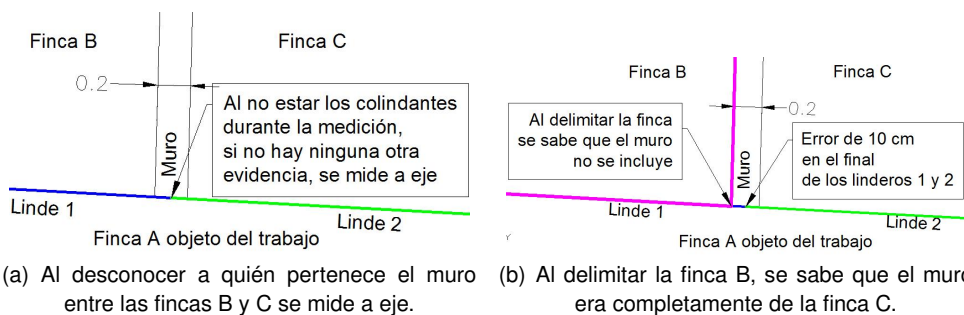 Finca B
Finca C
0.2
Al no estar los colindantes
durante la medición,
si no hay ninguna otra
evidencia, se mide a eje
Muro
Linde 1
Linde 2
Finca A objeto del trabajo
(a) Al desconocer a quién pertenece el muro
entre las fincas B y C se mide a eje.
Finca B
Finca C
0.2
Al delimitar la finca
se sabe que el muro
no se incluye
Muro
Error de 10 cm
en el final
de los linderos 1 y 2
Linde 1
Linde 2
Y
Finca A objeto del trabajo
(b) Al delimitar la finca B, se sabe que el muro
era completamente de la finca C.